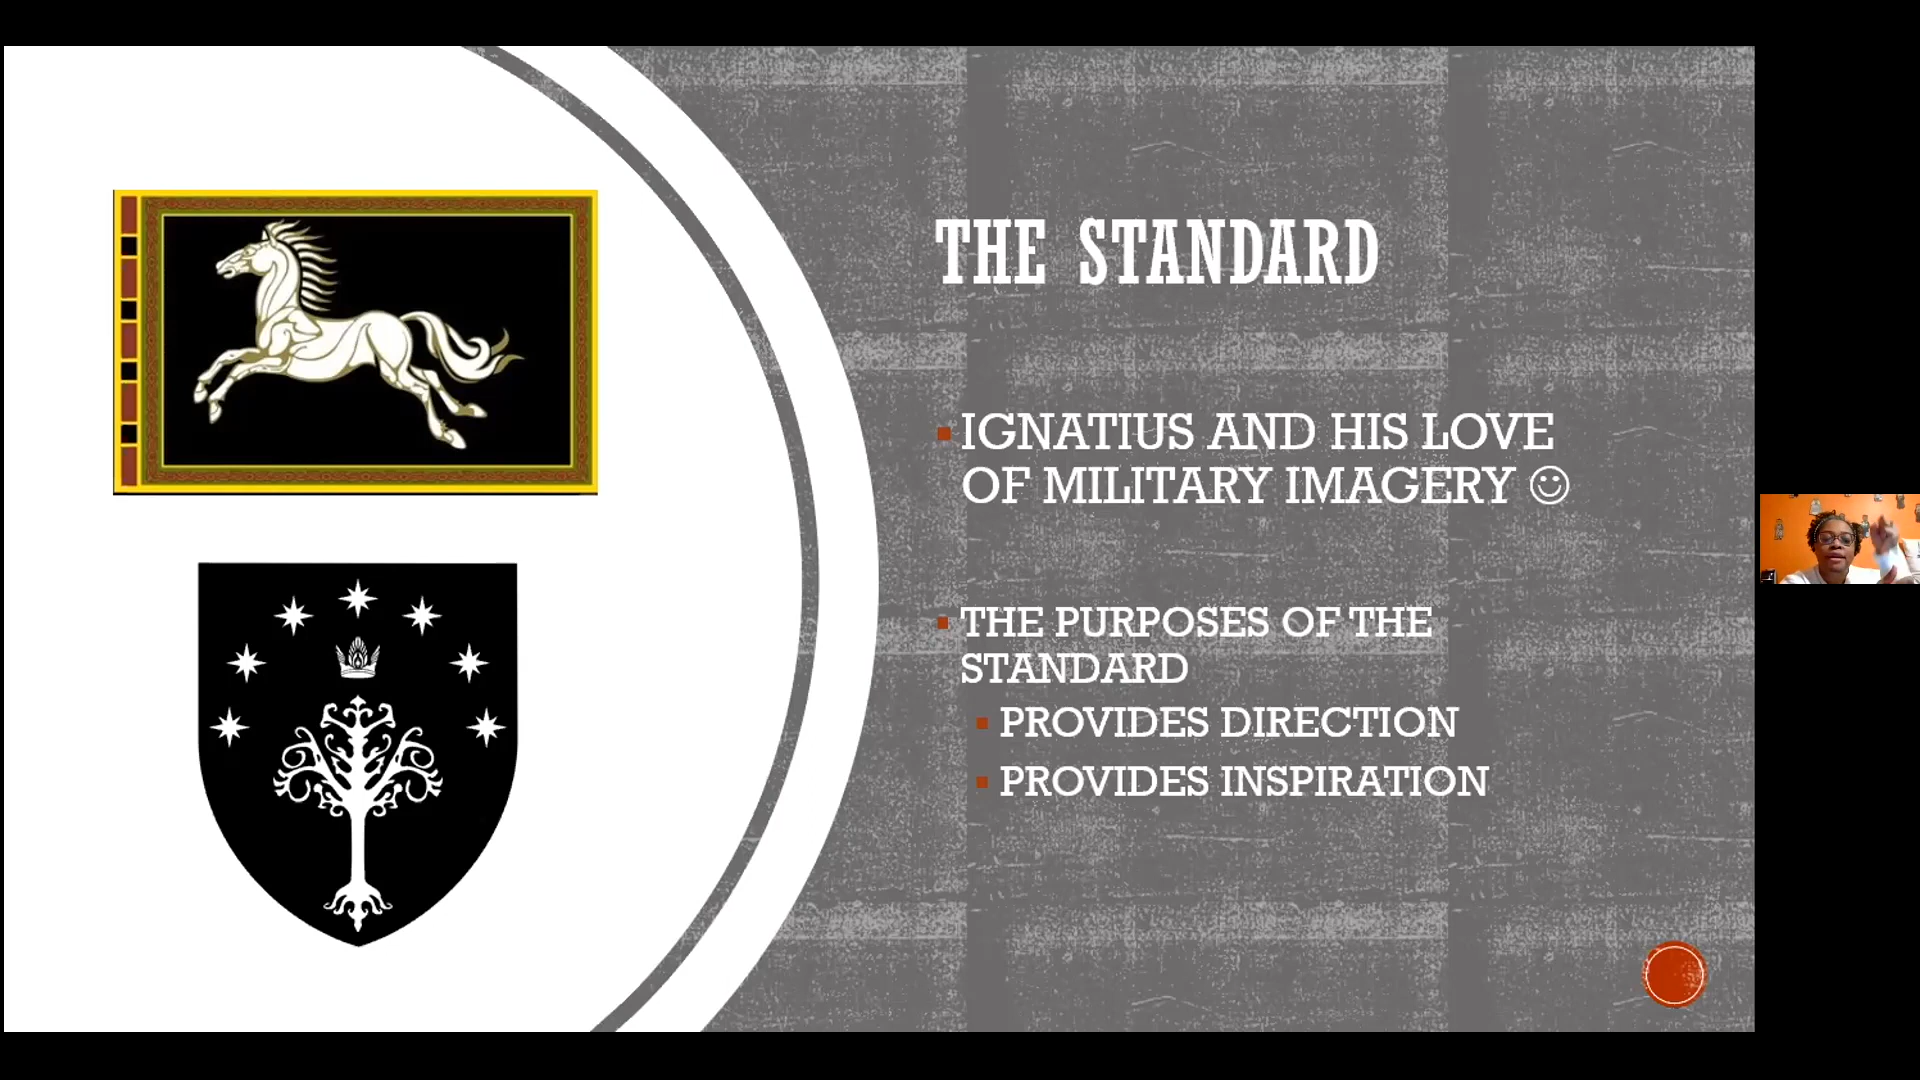 THE STANDARD
IGNATIUS AND HIS LOVE
OF MILITARY IMAGERY ☺
THE PURPOSES OF THE
STANDARD
PROVIDES DIRECTION
PROVIDES INSPIRATION